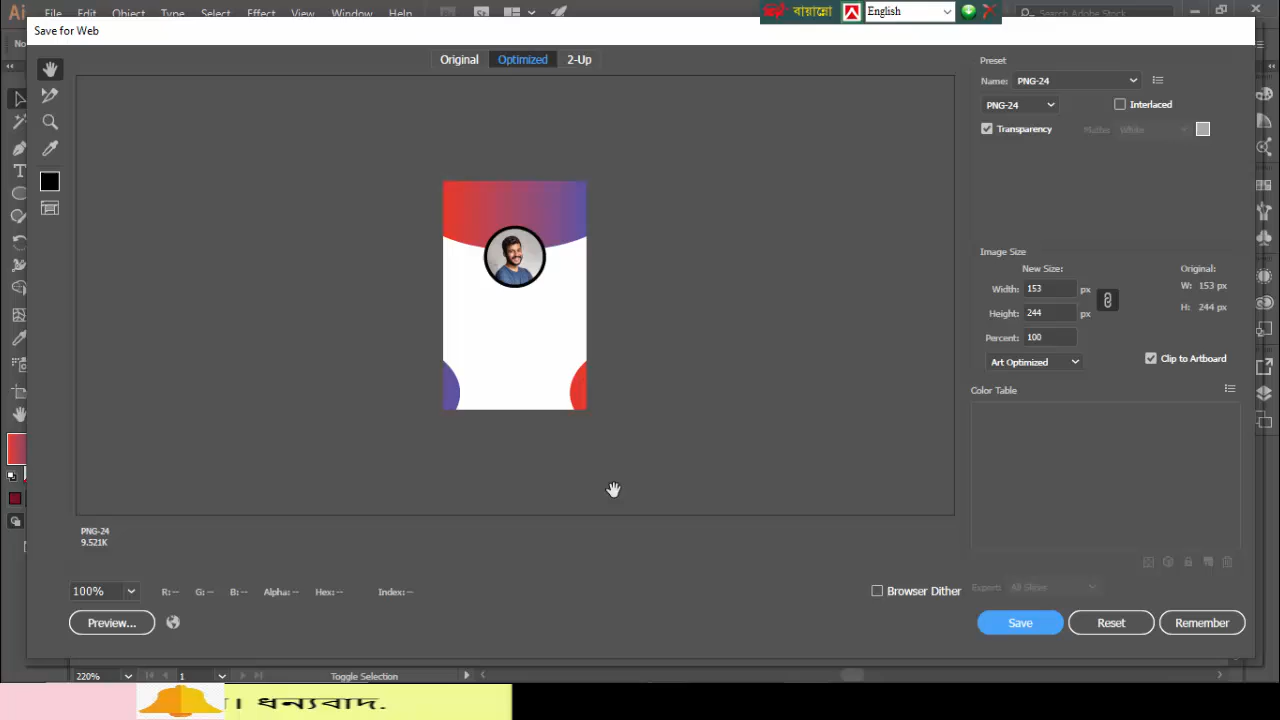 Ai File Edit Object Type Select Effect View Window Help Br St Search Adobe Stock
বায়ান্নো English
Save for Web
No
Original Optimized 2-Up
Preset
Name: PNG-24
PNG-24 Interlaced
Transparency Matte: White
Image Size
New Size: Original:
Width: 153 px W: 153 px
Height: 244 px H: 244 px
Percent: 100
Art Optimized Clip to Artboard
Color Table
PNG-24
9.521K
100% R: -- G: -- B: -- Alpha: -- Hex: -- Index: -- Browser Dither Export: All Slices
Preview... Save Reset Remember
220% 1 Toggle Selection
। ধন্যবাদ.